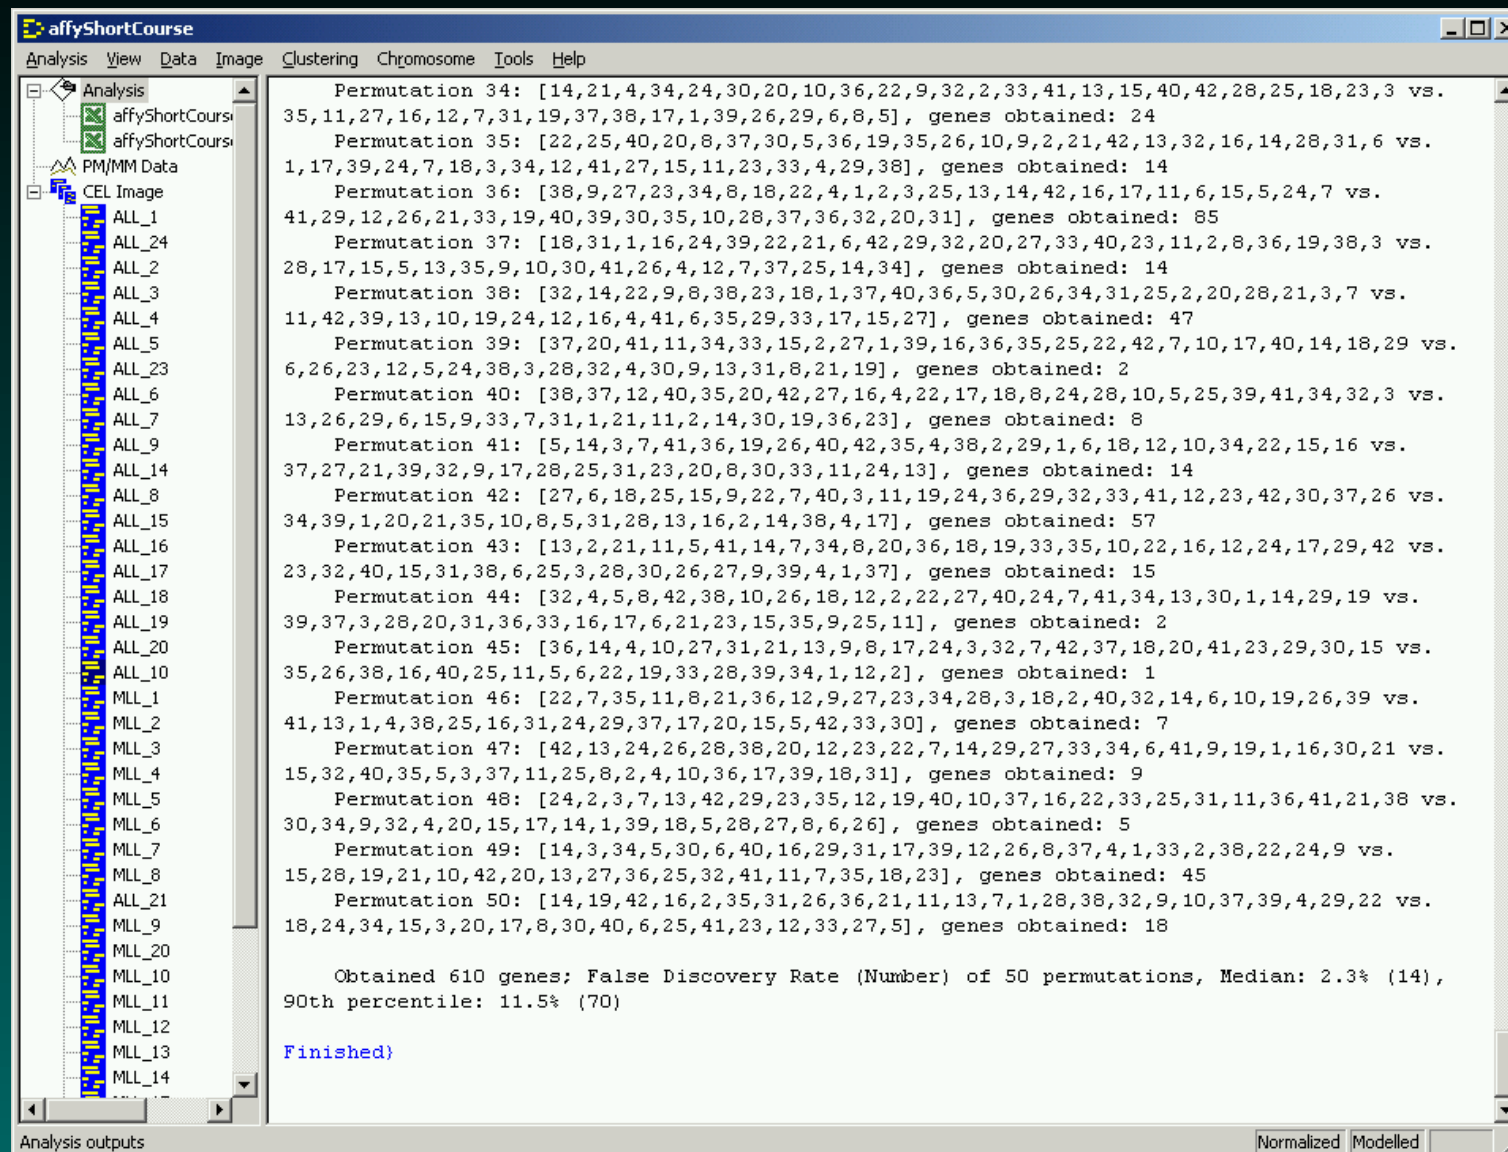 affyShortCourse
Analysis View Data Image Clustering Chromosome Tools Help
Analysis
affyShortCours
affyShortCours
PM/MM Data
CEL Image
ALL_1
ALL_24
ALL_2
ALL_3
ALL_4
ALL_5
ALL_23
ALL_6
ALL_7
ALL_9
ALL_14
ALL_8
ALL_15
ALL_16
ALL_17
ALL_18
ALL_19
ALL_20
ALL_10
MLL_1
MLL_2
MLL_3
MLL_4
MLL_5
MLL_6
MLL_7
MLL_8
ALL_21
MLL_9
MLL_20
MLL_10
MLL_11
MLL_12
MLL_13
MLL_14
Permutation 34: [14,21,4,34,24,30,20,10,36,22,9,32,2,33,41,13,15,40,42,28,25,18,23,3 vs.
35,11,27,16,12,7,31,19,37,38,17,1,39,26,29,6,8,5], genes obtained: 24
Permutation 35: [22,25,40,20,8,37,30,5,36,19,35,26,10,9,2,21,42,13,32,16,14,28,31,6 vs.
1,17,39,24,7,18,3,34,12,41,27,15,11,23,33,4,29,38], genes obtained: 14
Permutation 36: [38,9,27,23,34,8,18,22,4,1,2,3,25,13,14,42,16,17,11,6,15,5,24,7 vs.
41,29,12,26,21,33,19,40,39,30,35,10,28,37,36,32,20,31], genes obtained: 85
Permutation 37: [18,31,1,16,24,39,22,21,6,42,29,32,20,27,33,40,23,11,2,8,36,19,38,3 vs.
28,17,15,5,13,35,9,10,30,41,26,4,12,7,37,25,14,34], genes obtained: 14
Permutation 38: [32,14,22,9,8,38,23,18,1,37,40,36,5,30,26,34,31,25,2,20,28,21,3,7 vs.
11,42,39,13,10,19,24,12,16,4,41,6,35,29,33,17,15,27], genes obtained: 47
Permutation 39: [37,20,41,11,34,33,15,2,27,1,39,16,36,35,25,22,42,7,10,17,40,14,18,29 vs.
6,26,23,12,5,24,38,3,28,32,4,30,9,13,31,8,21,19], genes obtained: 2
Permutation 40: [38,37,12,40,35,20,42,27,16,4,22,17,18,8,24,28,10,5,25,39,41,34,32,3 vs.
13,26,29,6,15,9,33,7,31,1,21,11,2,14,30,19,36,23], genes obtained: 8
Permutation 41: [5,14,3,7,41,36,19,26,40,42,35,4,38,2,29,1,6,18,12,10,34,22,15,16 vs.
37,27,21,39,32,9,17,28,25,31,23,20,8,30,33,11,24,13], genes obtained: 14
Permutation 42: [27,6,18,25,15,9,22,7,40,3,11,19,24,36,29,32,33,41,12,23,42,30,37,26 vs.
34,39,1,20,21,35,10,8,5,31,28,13,16,2,14,38,4,17], genes obtained: 57
Permutation 43: [13,2,21,11,5,41,14,7,34,8,20,36,18,19,33,35,10,22,16,12,24,17,29,42 vs.
23,32,40,15,31,38,6,25,3,28,30,26,27,9,39,4,1,37], genes obtained: 15
Permutation 44: [32,4,5,8,42,38,10,26,18,12,2,22,27,40,24,7,41,34,13,30,1,14,29,19 vs.
39,37,3,28,20,31,36,33,16,17,6,21,23,15,35,9,25,11], genes obtained: 2
Permutation 45: [36,14,4,10,27,31,21,13,9,8,17,24,3,32,7,42,37,18,20,41,23,29,30,15 vs.
35,26,38,16,40,25,11,5,6,22,19,33,28,39,34,1,12,2], genes obtained: 1
Permutation 46: [22,7,35,11,8,21,36,12,9,27,23,34,28,3,18,2,40,32,14,6,10,19,26,39 vs.
41,13,1,4,38,25,16,31,24,29,37,17,20,15,5,42,33,30], genes obtained: 7
Permutation 47: [42,13,24,26,28,38,20,12,23,22,7,14,29,27,33,34,6,41,9,19,1,16,30,21 vs.
15,32,40,35,5,3,37,11,25,8,2,4,10,36,17,39,18,31], genes obtained: 9
Permutation 48: [24,2,3,7,13,42,29,23,35,12,19,40,10,37,16,22,33,25,31,11,36,41,21,38 vs.
30,34,9,32,4,20,15,17,14,1,39,18,5,28,27,8,6,26], genes obtained: 5
Permutation 49: [14,3,34,5,30,6,40,16,29,31,17,39,12,26,8,37,4,1,33,2,38,22,24,9 vs.
15,28,19,21,10,42,20,13,27,36,25,32,41,11,7,35,18,23], genes obtained: 45
Permutation 50: [14,19,42,16,2,35,31,26,36,21,11,13,7,1,28,38,32,9,10,37,39,4,29,22 vs.
18,24,34,15,3,20,17,8,30,40,6,25,41,23,12,33,27,5], genes obtained: 18
Obtained 610 genes; False Discovery Rate (Number) of 50 permutations, Median: 2.3% (14),
90th percentile: 11.5% (70)
Finished}
Analysis outputs
Normalized Modelled